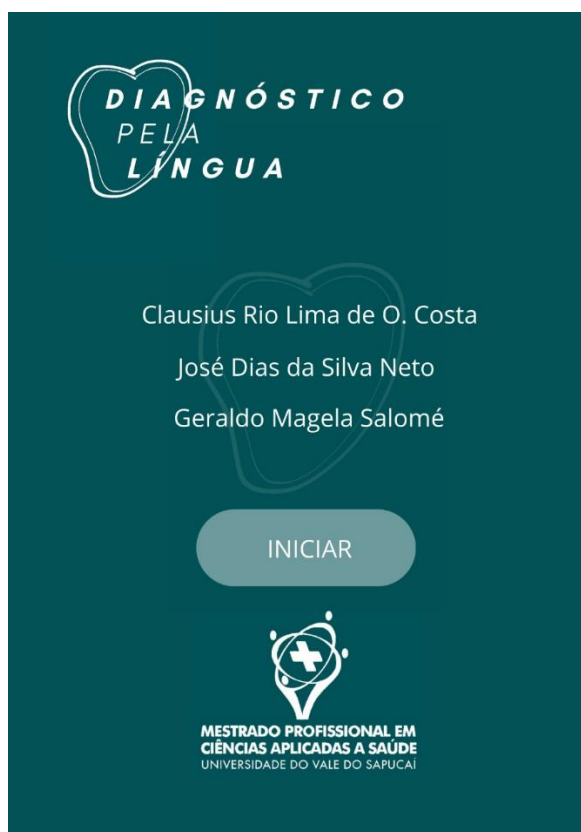 DIAGNÓSTICO
PELA
LÍNGUA
Clausius Rio Lima de O. Costa
José Dias da Silva Neto
Geraldo Magela Salomé
INICIAR
MESTRADO PROFISSIONAL EM
CIÊNCIAS APLICADAS A SAÚDE
UNIVERSIDADE DO VALE DO SAPUCAÍ